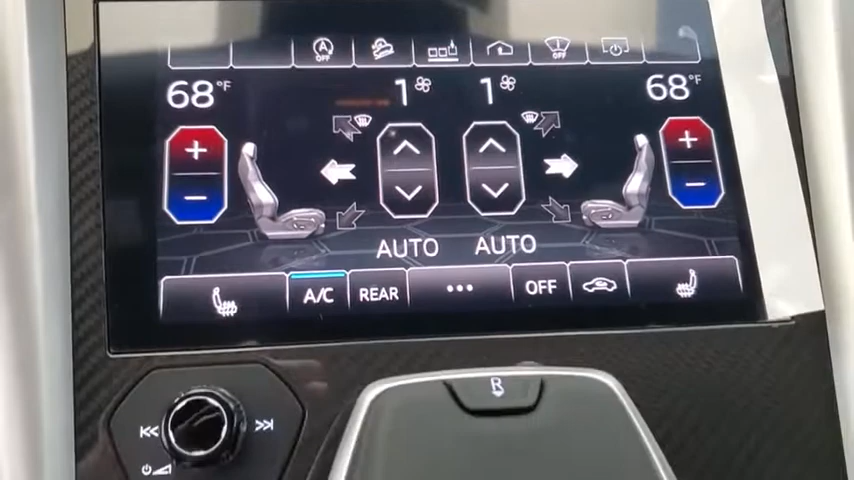 OFF OFF
68°F 1 1 68°F
+ +
- -
AUTO AUTO
A/C REAR ••• OFF
R